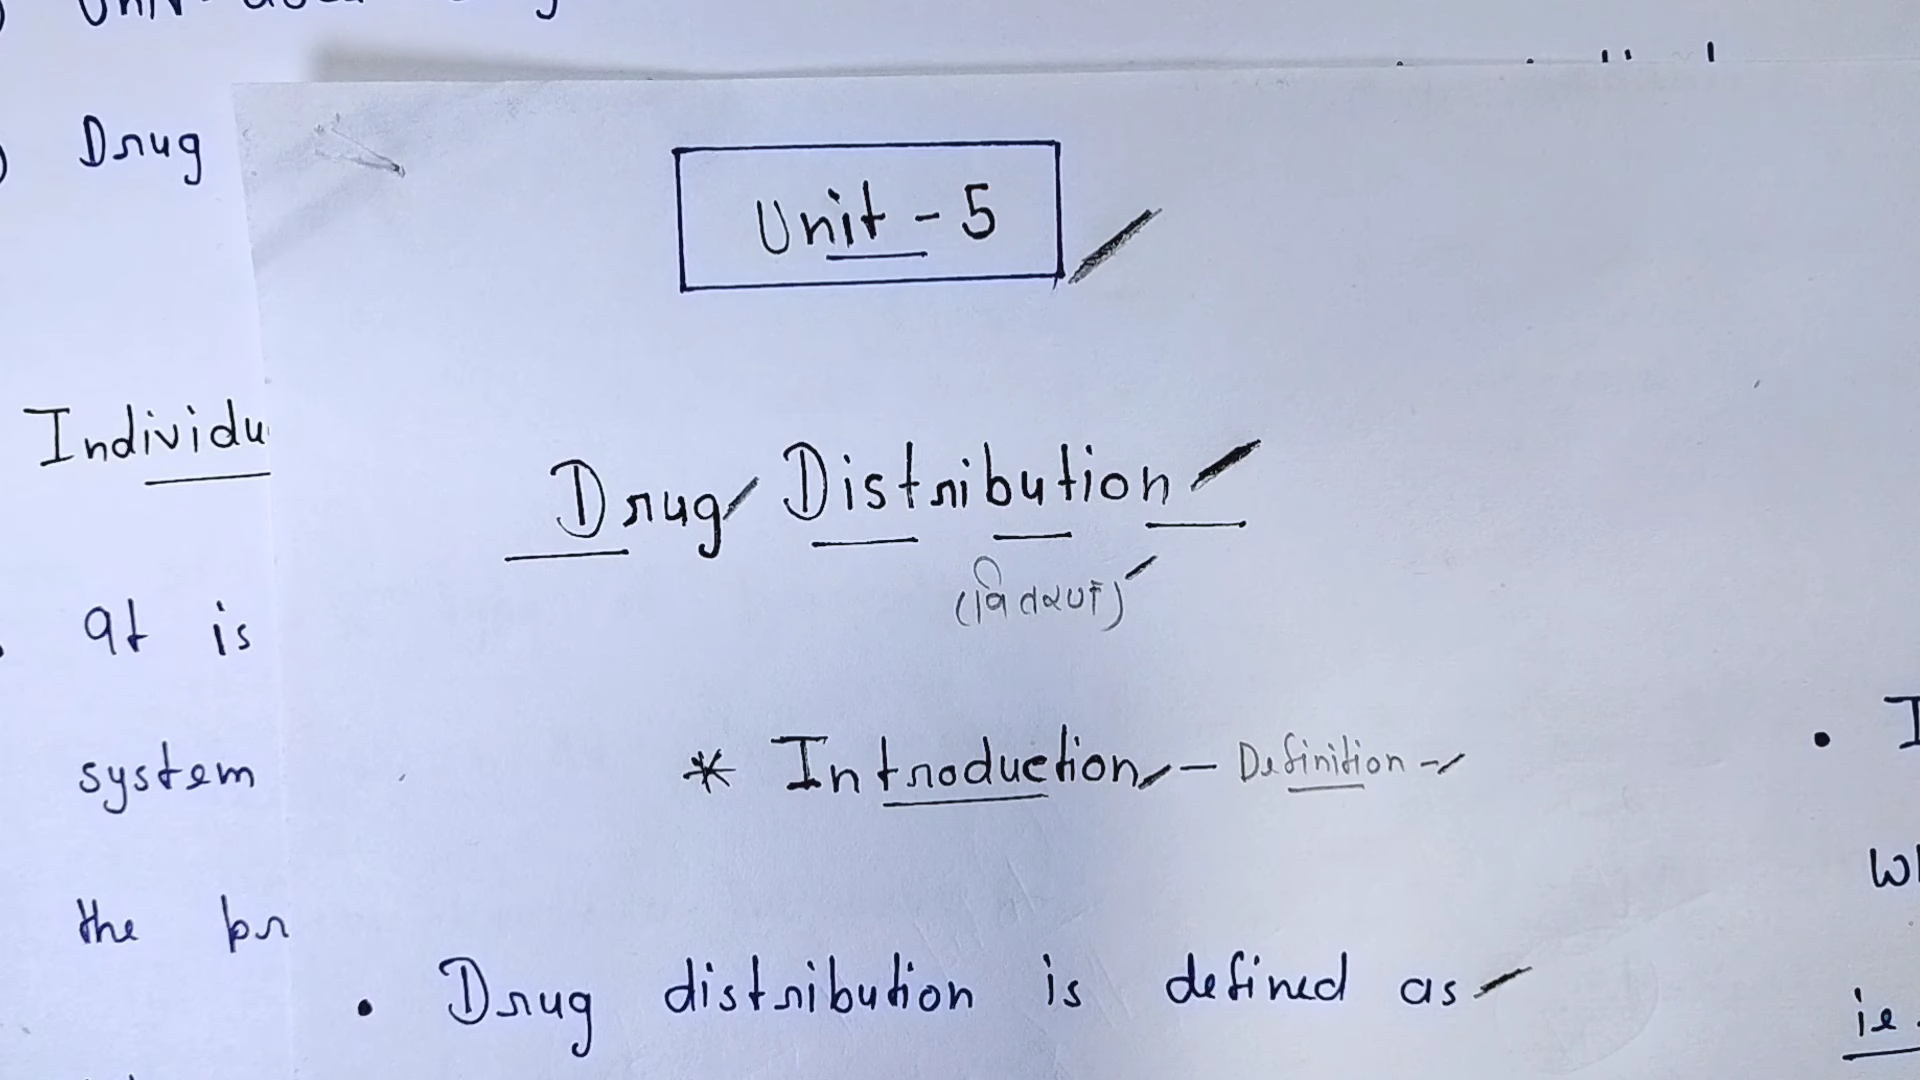 Drug
Individu
It is
system
the pr
Unit - 5
Drug Distribution
(वितरण)
* Introduction - Definition -
• Drug distribution is defined as
• I
ie